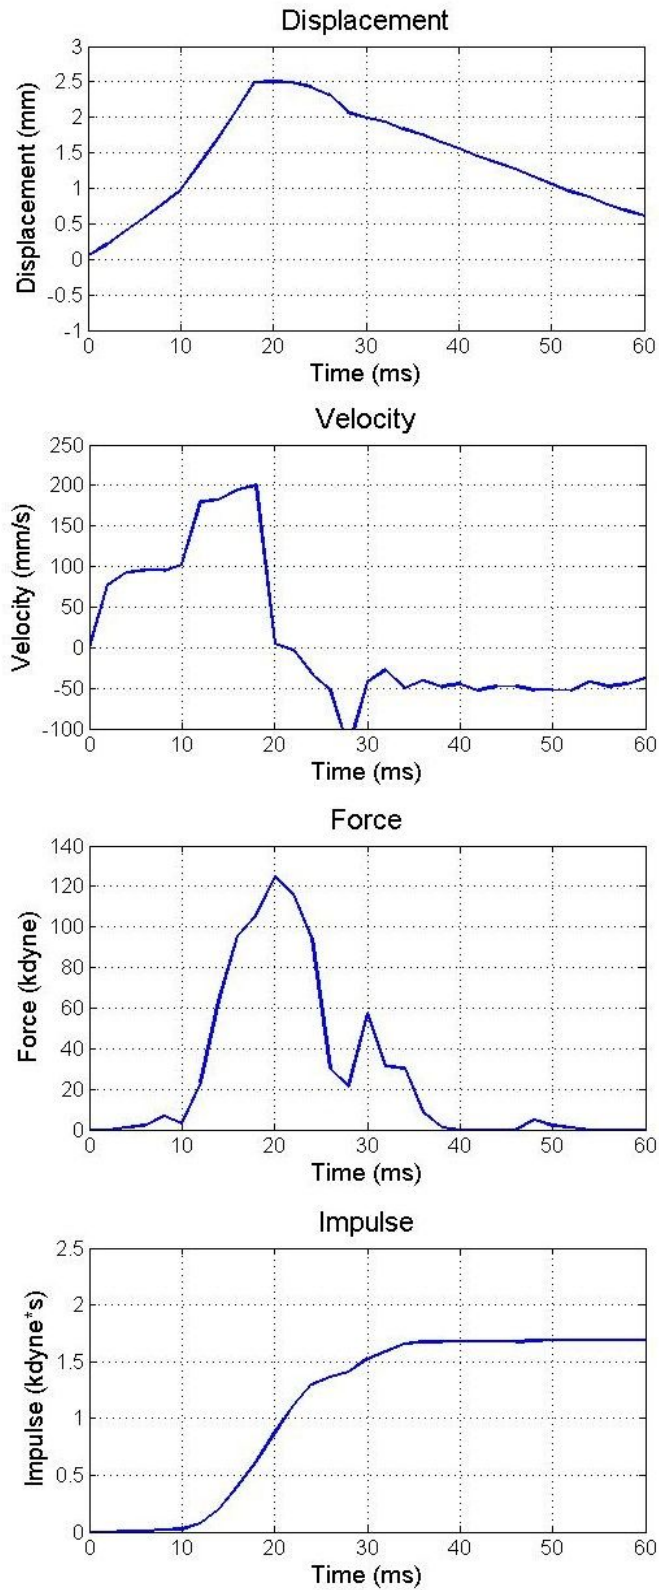 Displacement
Displacement (mm)
3
2.5
2
1.5
1
0.5
0
-0.5
-1
0 10 20 30 40 50 60
Time (ms)
Velocity
Velocity (mm/s)
250
200
150
100
50
0
-50
-100
0 10 20 30 40 50 60
Time (ms)
Force
Force (kdyne)
140
120
100
80
60
40
20
0
0 10 20 30 40 50 60
Time (ms)
Impulse
Impulse (kdyne*s)
2.5
2
1.5
1
0.5
0
0 10 20 30 40 50 60
Time (ms)